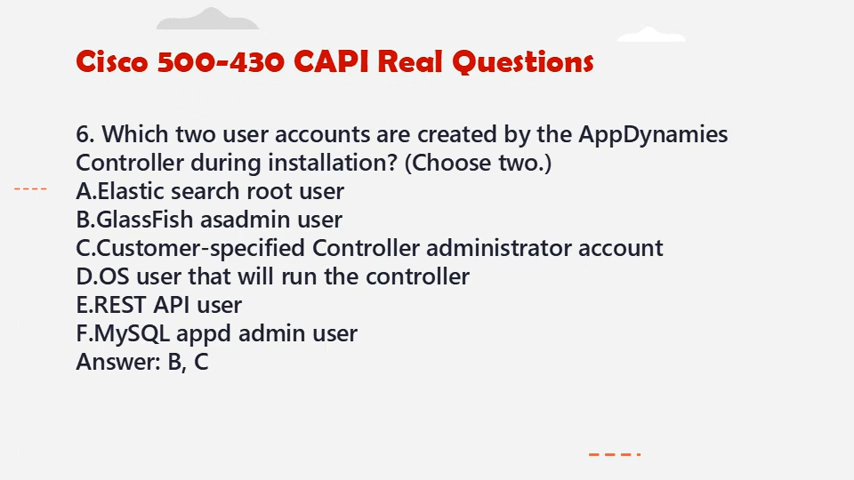 Cisco 500-430 CAPI Real Questions
6. Which two user accounts are created by the AppDynamies
Controller during installation? (Choose two.)
A.Elastic search root user
B.GlassFish asadmin user
C.Customer-specified Controller administrator account
D.OS user that will run the controller
E.REST API user
F.MySQL appd admin user
Answer: B, C